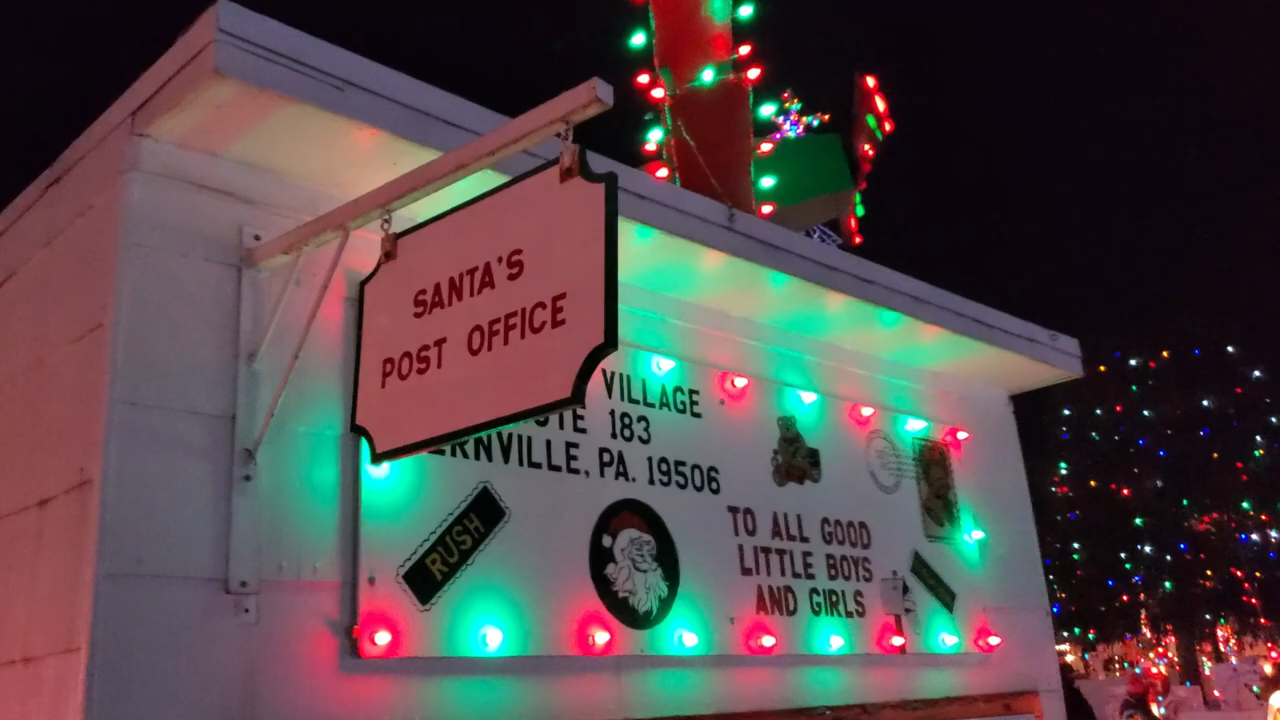 SANTA'S
POST OFFICE
VILLAGE
183
PA. 19506
RUSH
TO ALL GOOD
LITTLE BOYS
AND GIRLS